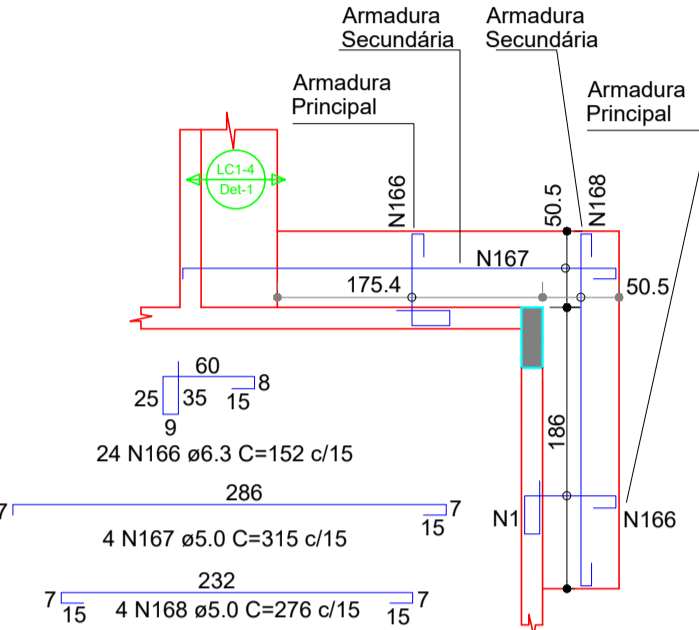 Armadura
Secundária
Armadura
Secundária
Armadura
Principal
Armadura
Principal
LC1-4
Det-1
N166
50.5
N168
N167
175.4
50.5
60
25
35
15
8
9
24 N166 ø6.3 C=152 c/15
186
286
7
7
15
4 N167 ø5.0 C=315 c/15
N1
N166
232
7
15
4 N168 ø5.0 C=276 c/15
15
7